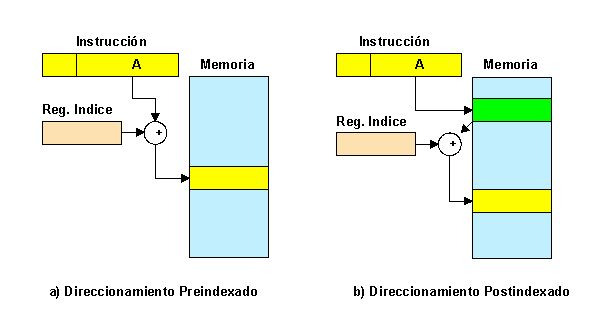 Instrucción
A
Memoria
Reg. Indice
+
a) Direccionamiento Preindexado
Instrucción
A
Memoria
Reg. Indice
+
b) Direccionamiento Postindexado